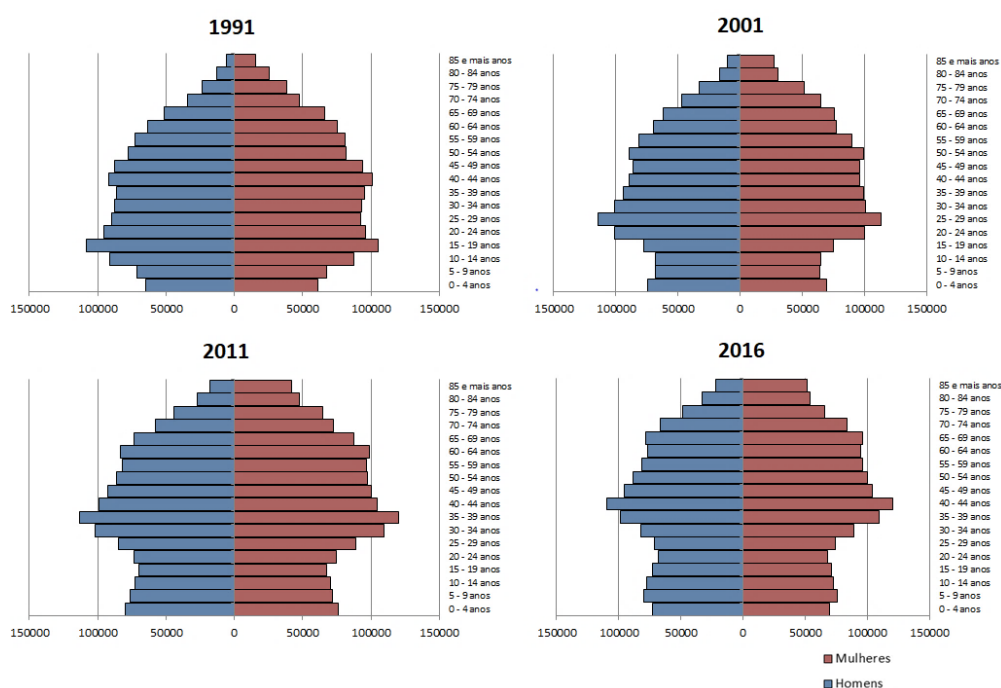 1991
85 e mais anos
80 - 84 anos
75 - 79 anos
70 - 74 anos
65 - 69 anos
60 - 64 anos
55 - 59 anos
50 - 54 anos
45 - 49 anos
40 - 44 anos
35 - 39 anos
30 - 34 anos
25 - 29 anos
20 - 24 anos
15 - 19 anos
10 - 14 anos
5 - 9 anos
0 - 4 anos
150000 100000 50000 0 50000 100000 150000
2001
85 e mais anos
80 - 84 anos
75 - 79 anos
70 - 74 anos
65 - 69 anos
60 - 64 anos
55 - 59 anos
50 - 54 anos
45 - 49 anos
40 - 44 anos
35 - 39 anos
30 - 34 anos
25 - 29 anos
20 - 24 anos
15 - 19 anos
10 - 14 anos
5 - 9 anos
0 - 4 anos
150000 100000 50000 0 50000 100000 150000
2011
85 e mais anos
80 - 84 anos
75 - 79 anos
70 - 74 anos
65 - 69 anos
60 - 64 anos
55 - 59 anos
50 - 54 anos
45 - 49 anos
40 - 44 anos
35 - 39 anos
30 - 34 anos
25 - 29 anos
20 - 24 anos
15 - 19 anos
10 - 14 anos
5 - 9 anos
0 - 4 anos
150000 100000 50000 0 50000 100000 150000
2016
85 e mais anos
80 - 84 anos
75 - 79 anos
70 - 74 anos
65 - 69 anos
60 - 64 anos
55 - 59 anos
50 - 54 anos
45 - 49 anos
40 - 44 anos
35 - 39 anos
30 - 34 anos
25 - 29 anos
20 - 24 anos
15 - 19 anos
10 - 14 anos
5 - 9 anos
0 - 4 anos
150000 100000 50000 0 50000 100000 150000
Mulheres
Homens